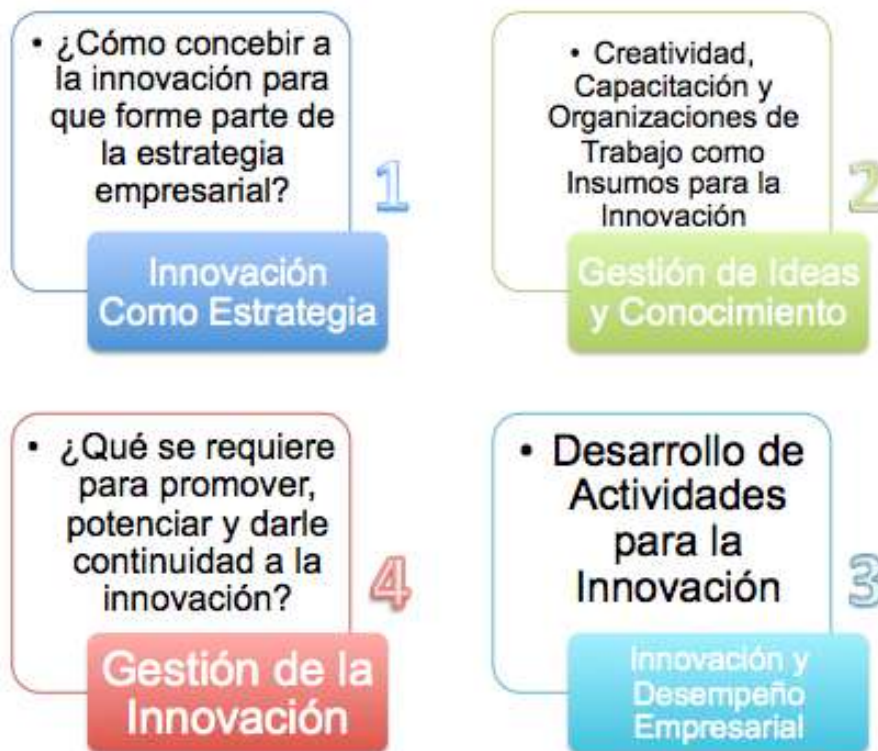 • ¿Cómo concebir a
la innovación para
que forme parte de
la estrategia
empresarial?
1
Innovación
Como Estrategia
• Creatividad,
Capacitación y
Organizaciones de
Trabajo como
Insumos para la
Innovación
2
Gestión de Ideas
y Conocimiento
• ¿Qué se requiere
para promover,
potenciar y darle
continuidad a la
innovación?
4
Gestión de la
Innovación
• Desarrollo de
Actividades
para la
Innovación
3
Innovación y
Desempeño
Empresarial